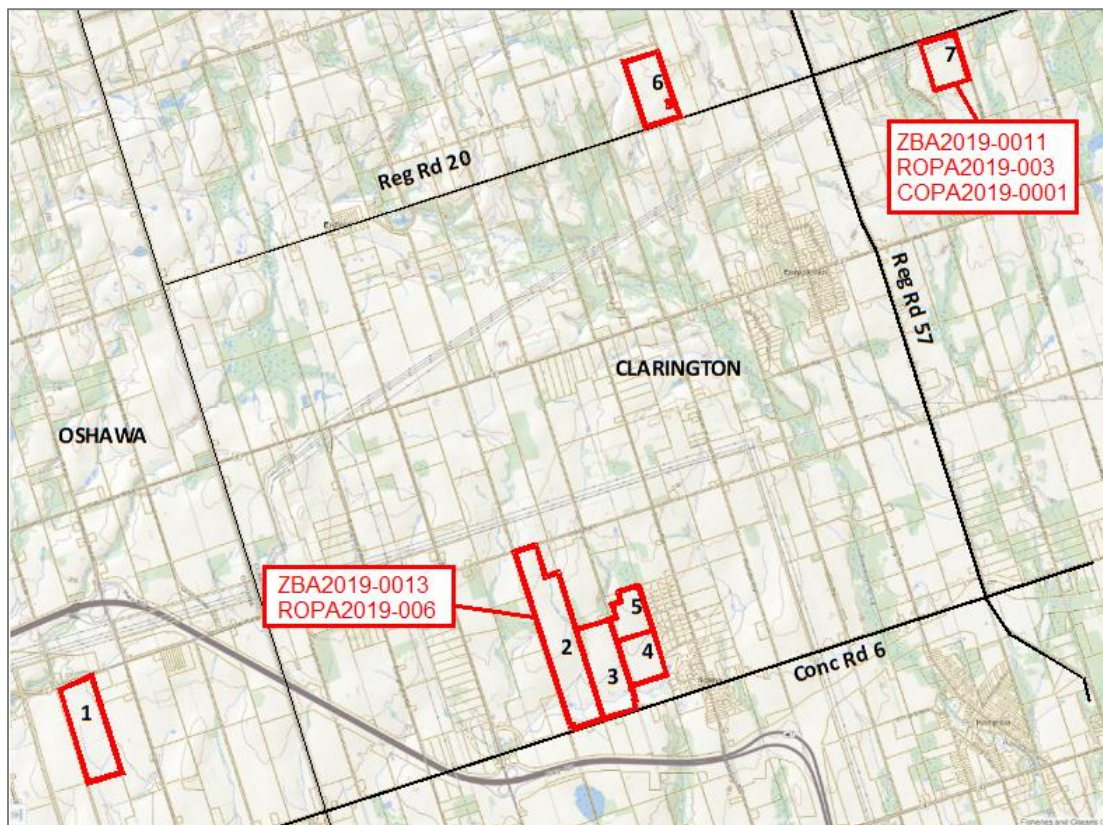 6
7
ZBA2019-0011
ROPA2019-003
COPA2019-0001
Reg Rd 20
Reg Rd 57
CLARINGTON
OSHAWA
ZBA2019-0013
ROPA2019-006
5
2
4
3
Conc Rd 6
1